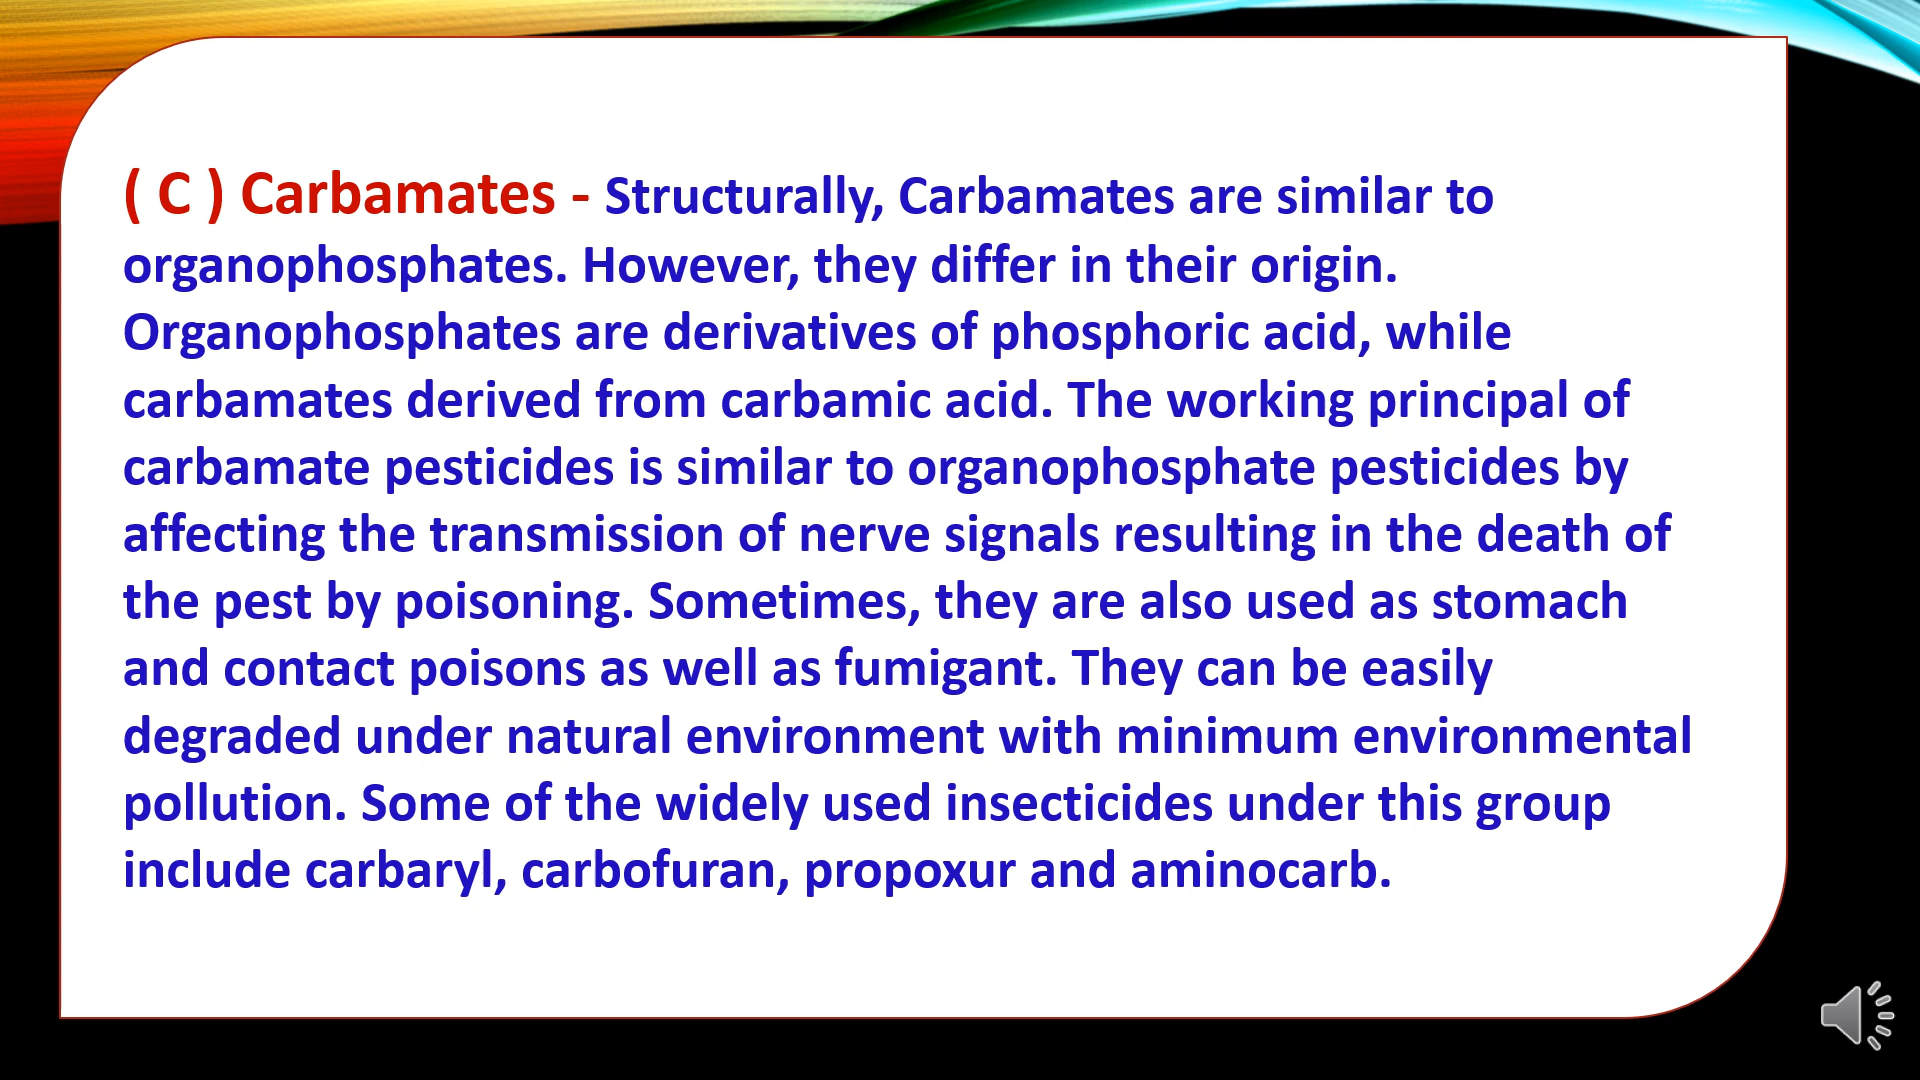 ( C ) Carbamates - Structurally, Carbamates are similar to
organophosphates. However, they differ in their origin.
Organophosphates are derivatives of phosphoric acid, while
carbamates derived from carbamic acid. The working principal of
carbamate pesticides is similar to organophosphate pesticides by
affecting the transmission of nerve signals resulting in the death of
the pest by poisoning. Sometimes, they are also used as stomach
and contact poisons as well as fumigant. They can be easily
degraded under natural environment with minimum environmental
pollution. Some of the widely used insecticides under this group
include carbaryl, carbofuran, propoxur and aminocarb.